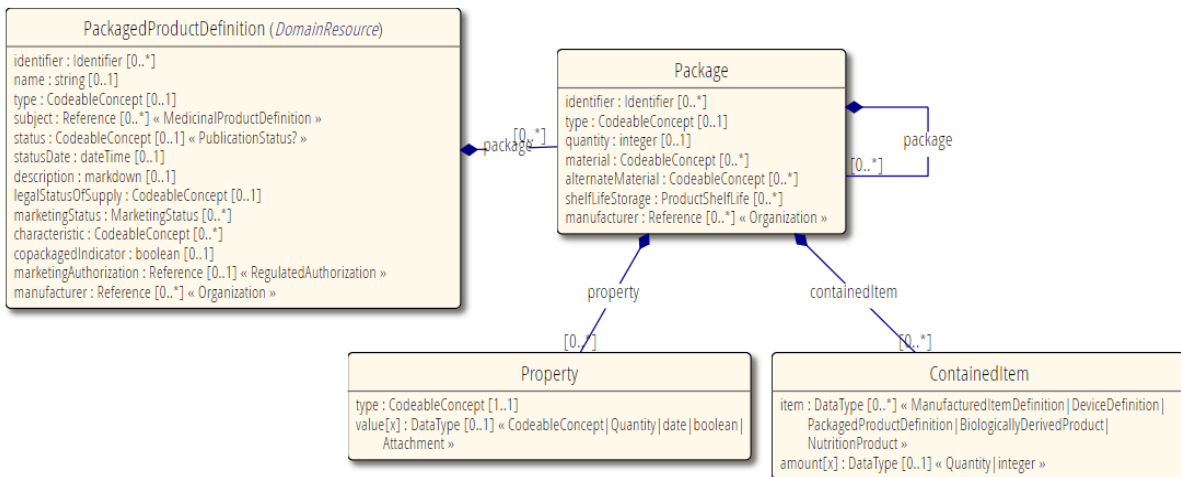 PackagedProductDefinition (DomainResource)
identifier : Identifier [0..*]
name : string [0..1]
type : CodeableConcept [0..1]
subject : Reference [0..*] « MedicinalProductDefinition »
status : CodeableConcept [0..1] « PublicationStatus? »
statusDate : dateTime [0..1]
description : markdown [0..1]
legalStatusOfSupply : CodeableConcept [0..1]
marketingStatus : MarketingStatus [0..*]
characteristic : CodeableConcept [0..*]
copackagedIndicator : boolean [0..1]
marketingAuthorization : Reference [0..1] « RegulatedAuthorization »
manufacturer : Reference [0..*] « Organization »
package
[0..*]
Package
identifier : Identifier [0..*]
type : CodeableConcept [0..1]
quantity : integer [0..1]
material : CodeableConcept [0..*]
alternateMaterial : CodeableConcept [0..*]
shelfLifeStorage : ProductShelfLife [0..*]
manufacturer : Reference [0..*] « Organization »
package
[0..*]
property
[0..*]
containedItem
[0..*]
Property
type : CodeableConcept [1..1]
value[x] : DataType [0..1] « CodeableConcept|Quantity|date|boolean|
Attachment »
ContainedItem
item : DataType [0..*] « ManufacturedItemDefinition|DeviceDefinition|
PackagedProductDefinition|BiologicallyDerivedProduct|
NutritionProduct »
amount[x] : DataType [0..1] « Quantity|integer »